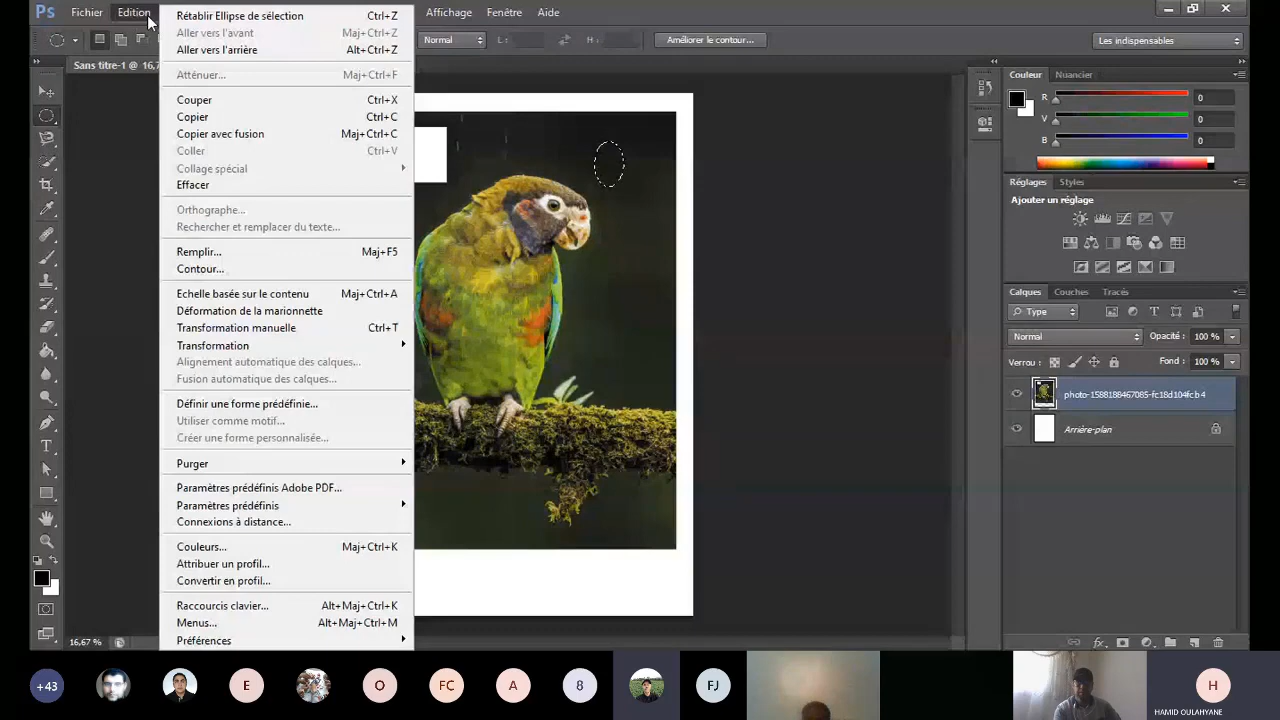 Ps Fichier Edition Affichage Fenêtre Aide
Normal L: H: Améliorer le contour... Les indispensables
Sans titre-1 @ 16,7
Rétablir Ellipse de sélection Ctrl+Z
Aller vers l'avant Maj+Ctrl+Z
Aller vers l'arrière Alt+Ctrl+Z
Atténuer... Maj+Ctrl+F
Couper Ctrl+X
Copier Ctrl+C
Copier avec fusion Maj+Ctrl+C
Coller Ctrl+V
Collage spécial
Effacer
Orthographe...
Rechercher et remplacer du texte...
Remplir... Maj+F5
Contour...
Echelle basée sur le contenu Maj+Ctrl+A
Déformation de la marionnette
Transformation manuelle Ctrl+T
Transformation
Alignement automatique des calques...
Fusion automatique des calques...
Définir une forme prédéfinie...
Utiliser comme motif...
Créer une forme personnalisée...
Purger
Paramètres prédéfinis Adobe PDF...
Paramètres prédéfinis
Connexions à distance...
Couleurs... Maj+Ctrl+K
Attribuer un profil...
Convertir en profil...
Raccourcis clavier... Alt+Maj+Ctrl+K
Menus... Alt+Maj+Ctrl+M
Préférences
Couleur Nuancier
R 0
V 0
B 0
Réglages Styles
Ajouter un réglage
Calques Couches Tracés
Type
Normal Opacité : 100 %
Verrou : Fond : 100 %
photo-1588188467085-fc18d104fcb4
Arrière-plan
16,67 %
+43 E O FC A 8 FJ H
HAMID OULAHYANE